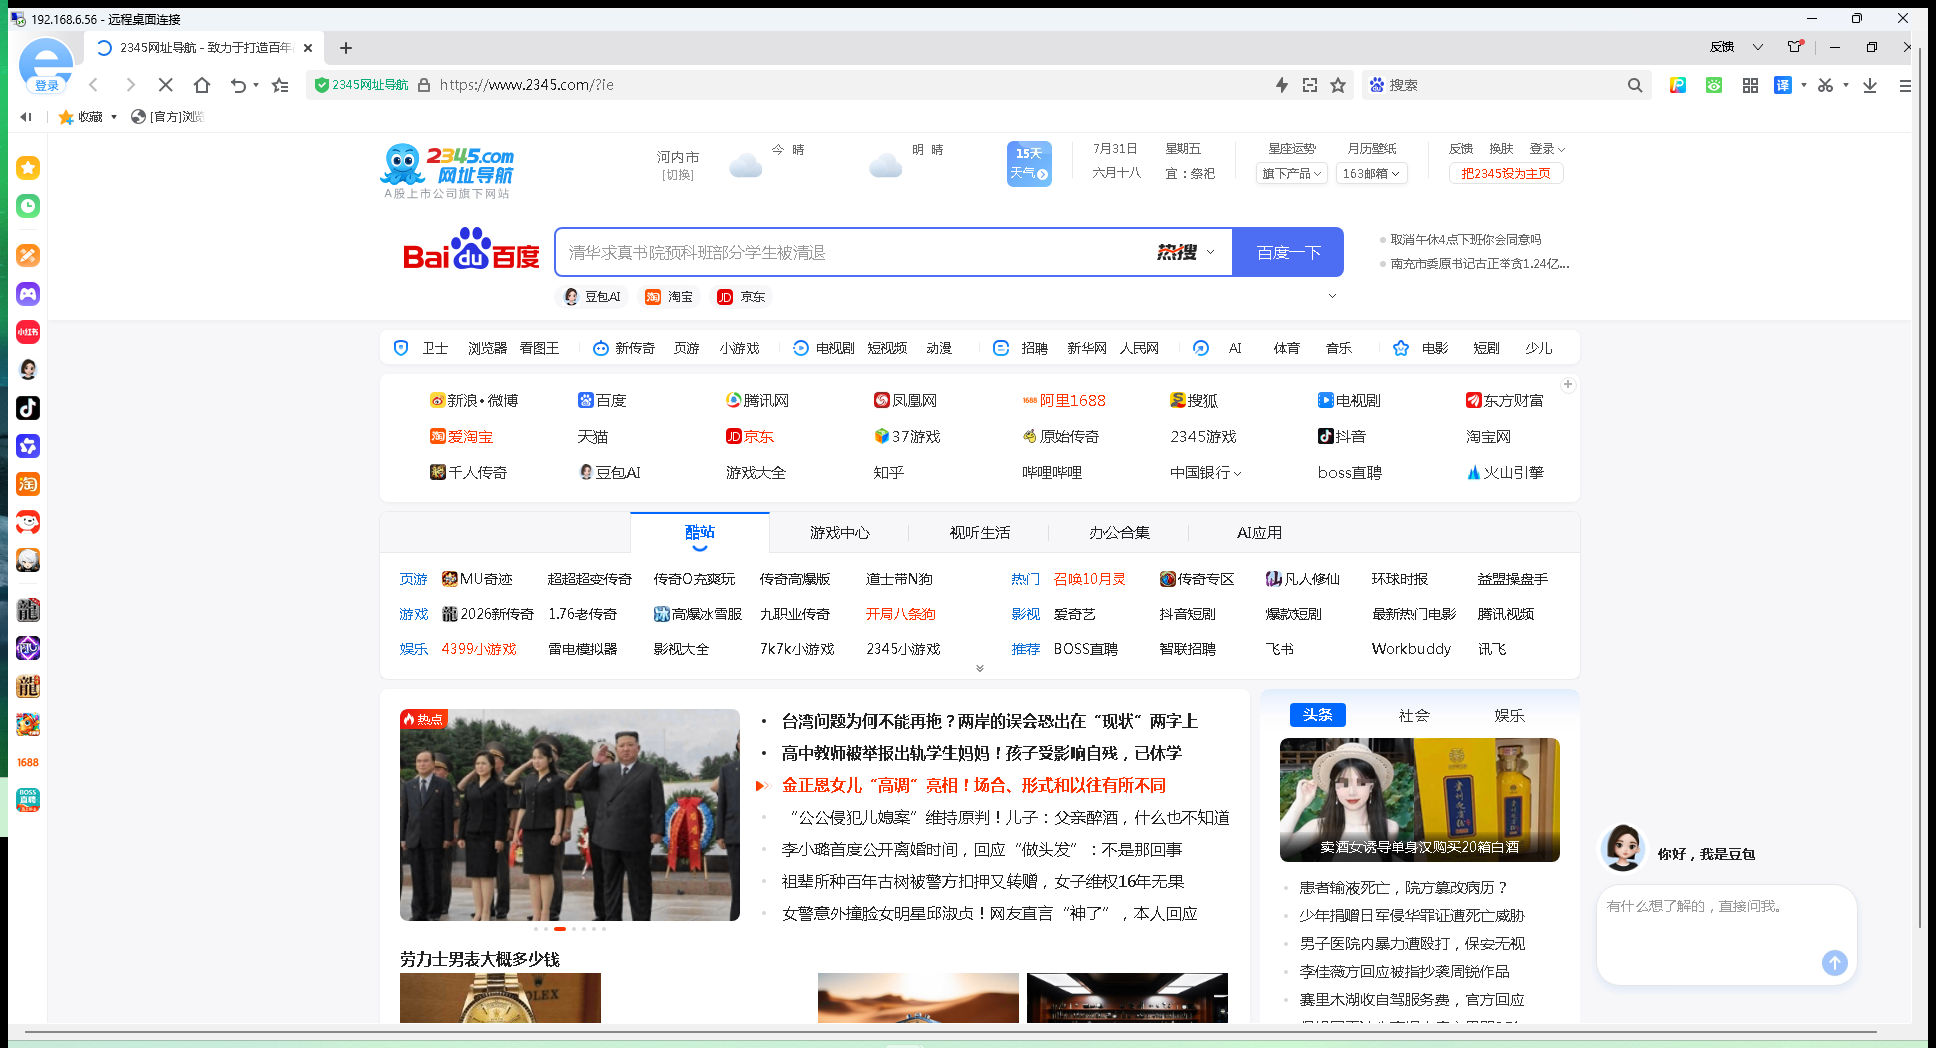 192.168.6.56 - 远程桌面连接
2345网址导航 - 致力于打造百年
反馈
登录
2345网址导航
https://www.2345.com/?ie
搜索
译
收藏
[官方]浏览
2345.com
网址导航
A股上市公司旗下网站
河内市
[切换]
今 晴
明 晴
15天
天气
7月31日 星期五
六月十八 宜：祭祀
星座运势 月历壁纸
旗下产品 163邮箱
反馈 换肤 登录
把2345设为主页
Bai du 百度
清华求真书院预科班部分学生被清退
热搜
百度一下
取消午休4点下班你会同意吗
南充市委原书记古正举贪1.24亿...
豆包AI 淘宝 京东
卫士 浏览器 看图王 新传奇 页游 小游戏 电视剧 短视频 动漫 招聘 新华网 人民网 AI 体育 音乐 电影 短剧 少儿
新浪•微博 百度 腾讯网 凤凰网 1688 阿里1688 搜狐 电视剧 东方财富
淘 爱淘宝 天猫 JD 京东 37游戏 原始传奇 2345游戏 抖音 淘宝网
千人传奇 豆包AI 游戏大全 知乎 哔哩哔哩 中国银行 boss直聘 火山引擎
酷站 游戏中心 视听生活 办公合集 AI应用
页游 MU奇迹 超超超变传奇 传奇0充爽玩 传奇高爆版 道士带N狗 热门 召唤10月灵 传奇专区 凡人修仙 环球时报 益盟操盘手
游戏 2026新传奇 1.76老传奇 高爆冰雪服 九职业传奇 开局八条狗 影视 爱奇艺 抖音短剧 爆款短剧 最新热门电影 腾讯视频
娱乐 4399小游戏 雷电模拟器 影视大全 7k7k小游戏 2345小游戏 推荐 BOSS直聘 智联招聘 飞书 Workbuddy 讯飞
小红书
淘
1688
BOSS
直聘
热点
台湾问题为何不能再拖？两岸的误会恐出在“现状”两字上
高中教师被举报出轨学生妈妈！孩子受影响自残，已休学
金正恩女儿“高调”亮相！场合、形式和以往有所不同
“公公侵犯儿媳案”维持原判！儿子：父亲醉酒，什么也不知道
李小璐首度公开离婚时间，回应“做头发”：不是那回事
祖辈所种百年古树被警方扣押又转赠，女子维权16年无果
女警意外撞脸女明星邱淑贞！网友直言“神了”，本人回应
劳力士男表大概多少钱
头条 社会 娱乐
卖酒女诱导单身汉购买20箱白酒
患者输液死亡，院方篡改病历？
少年捐赠日军侵华罪证遭死亡威胁
男子医院内暴力遭殴打，保安无视
李佳薇方回应被指抄袭周锐作品
赛里木湖收自驾服务费，官方回应
你好，我是豆包
有什么想了解的，直接问我。